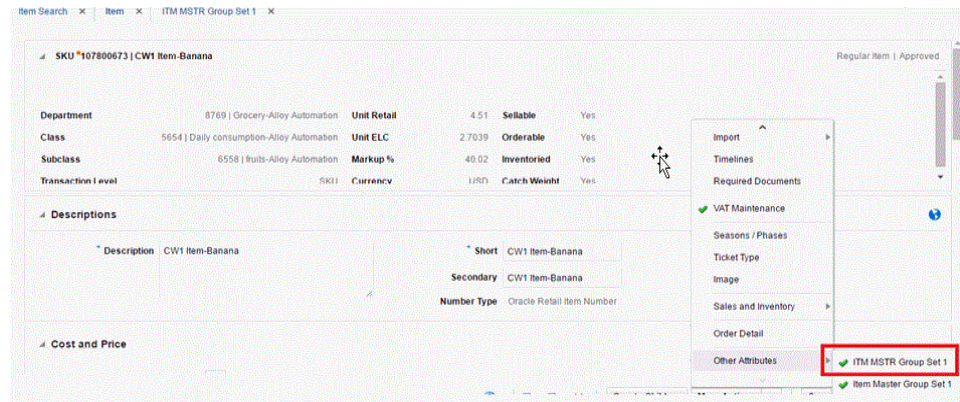 Item Search × Item × ITM MSTR Group Set 1 ×
SKU *107800673 | CW1 Item-Banana Regular Item | Approved
Department 8769 | Grocery-Alloy Automation Unit Retail 4.51 Sellable Yes
Class 5654 | Daily consumption-Alloy Automation Unit ELC 2.7039 Orderable Yes
Subclass 6558 | fruits-Alloy Automation Markup % 40.02 Inventoried Yes
Transaction Level SKU Currency USD Catch Weight Yes
Import
Timelines
Required Documents
VAT Maintenance
Seasons / Phases
Ticket Type
Image
Sales and Inventory
Order Detail
Other Attributes
ITM MSTR Group Set 1
Item Master Group Set 1
Descriptions
* Description CW1 Item-Banana * Short CW1 Item-Banana
Secondary CW1 Item-Banana
Number Type Oracle Retail Item Number
Cost and Price